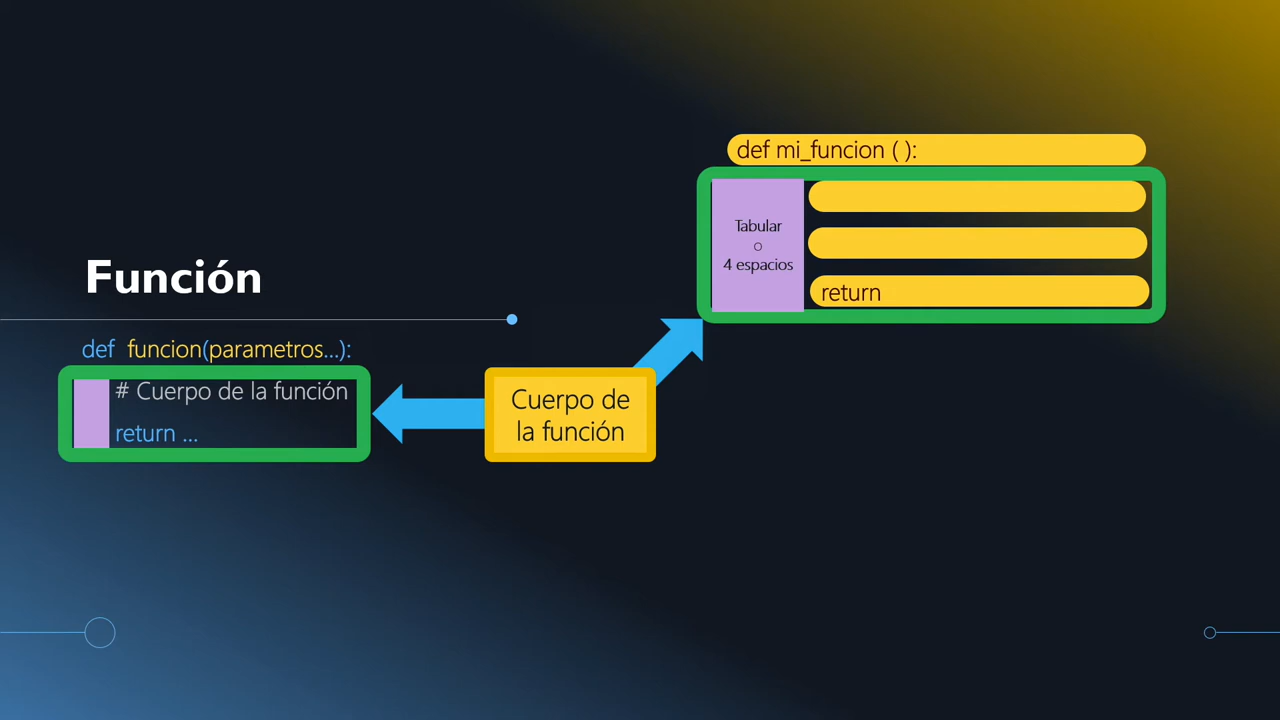 Función
def funcion(parametros...):
# Cuerpo de la función
return ...
Cuerpo de
la función
def mi_funcion ( ):
Tabular
o
4 espacios
return